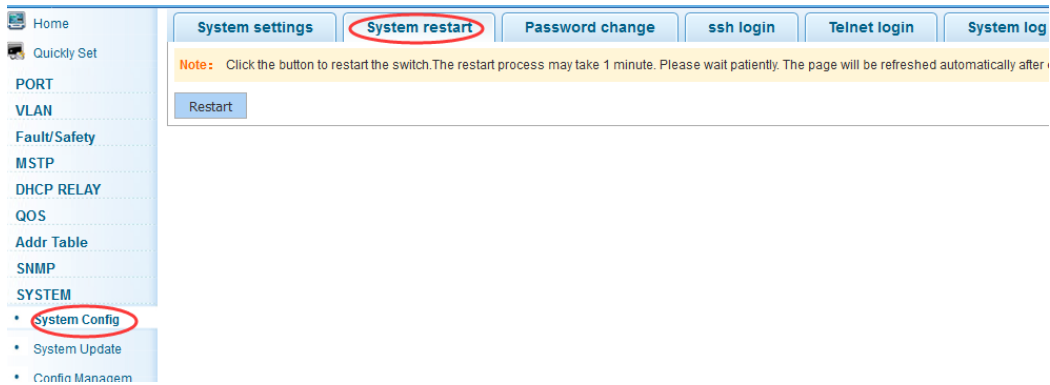 Home
Quickly Set
PORT
VLAN
Fault/Safety
MSTP
DHCP RELAY
QOS
Addr Table
SNMP
SYSTEM
• System Config
• System Update
• Config Managem
System settings
System restart
Password change
ssh login
Telnet login
System log
Note： Click the button to restart the switch.The restart process may take 1 minute. Please wait patiently. The page will be refreshed automatically after
Restart